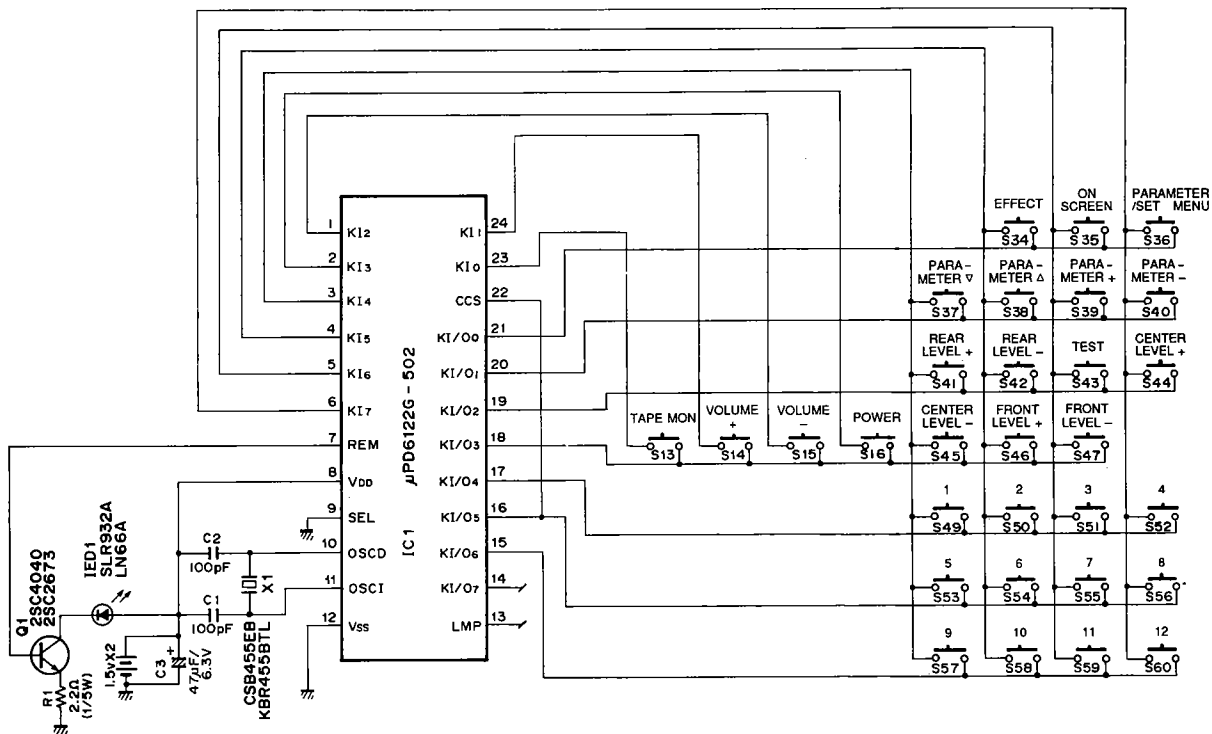 EFFECT
ON
SCREEN
PARAMETER
/SET MENU
S34
S35
S36
PARA-
METER ▽
PARA-
METER △
PARA-
METER +
PARA-
METER -
S37
S38
S39
S40
REAR
LEVEL +
REAR
LEVEL -
TEST
CENTER
LEVEL +
S41
S42
S43
S44
TAPE MON
VOLUME
+
VOLUME
-
POWER
CENTER
LEVEL -
FRONT
LEVEL +
FRONT
LEVEL -
S13
S14
S15
S16
S45
S46
S47
1
2
3
4
S49
S50
S51
S52
5
6
7
8
S53
S54
S55
S56
9
10
11
12
S57
S58
S59
S60
1 KI2
2 KI3
3 KI4
4 KI5
5 KI6
6 KI7
7 REM
8 VDD
9 SEL
10 OSCD
11 OSCI
12 VSS
µPD6122G-502
IC1
KI1 24
KI0 23
CCS 22
KI/O0 21
KI/O1 20
KI/O2 19
KI/O3 18
KI/O4 17
KI/O5 16
KI/O6 15
KI/O7 14
LMP 13
Q1
2SC4040
2SC2673
IED1
SLR932A
LN66A
C2
100pF
C1
100pF
X1
CSB455EB
KBR455BTL
R1
2.2Ω
(1/5W)
1.5VX2
C3 +
47µF/
6.3V